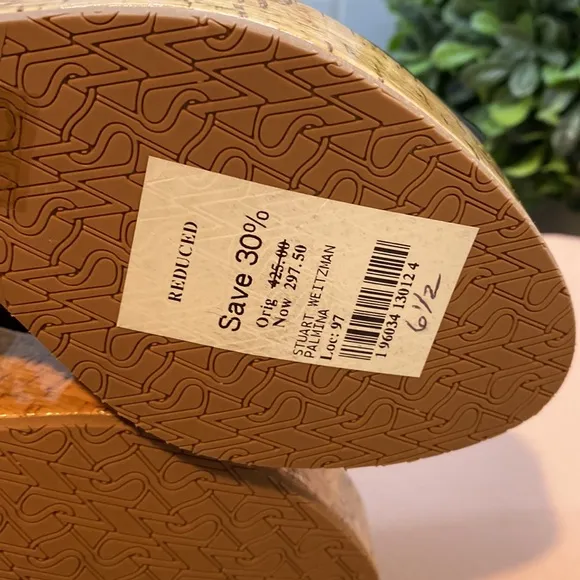 REDUCED
Save 30%
Orig 425.00
Now 297.50
STUART WEITZMAN
PALMINA
Loc: 97
1 96034 13012 4
6 1/2